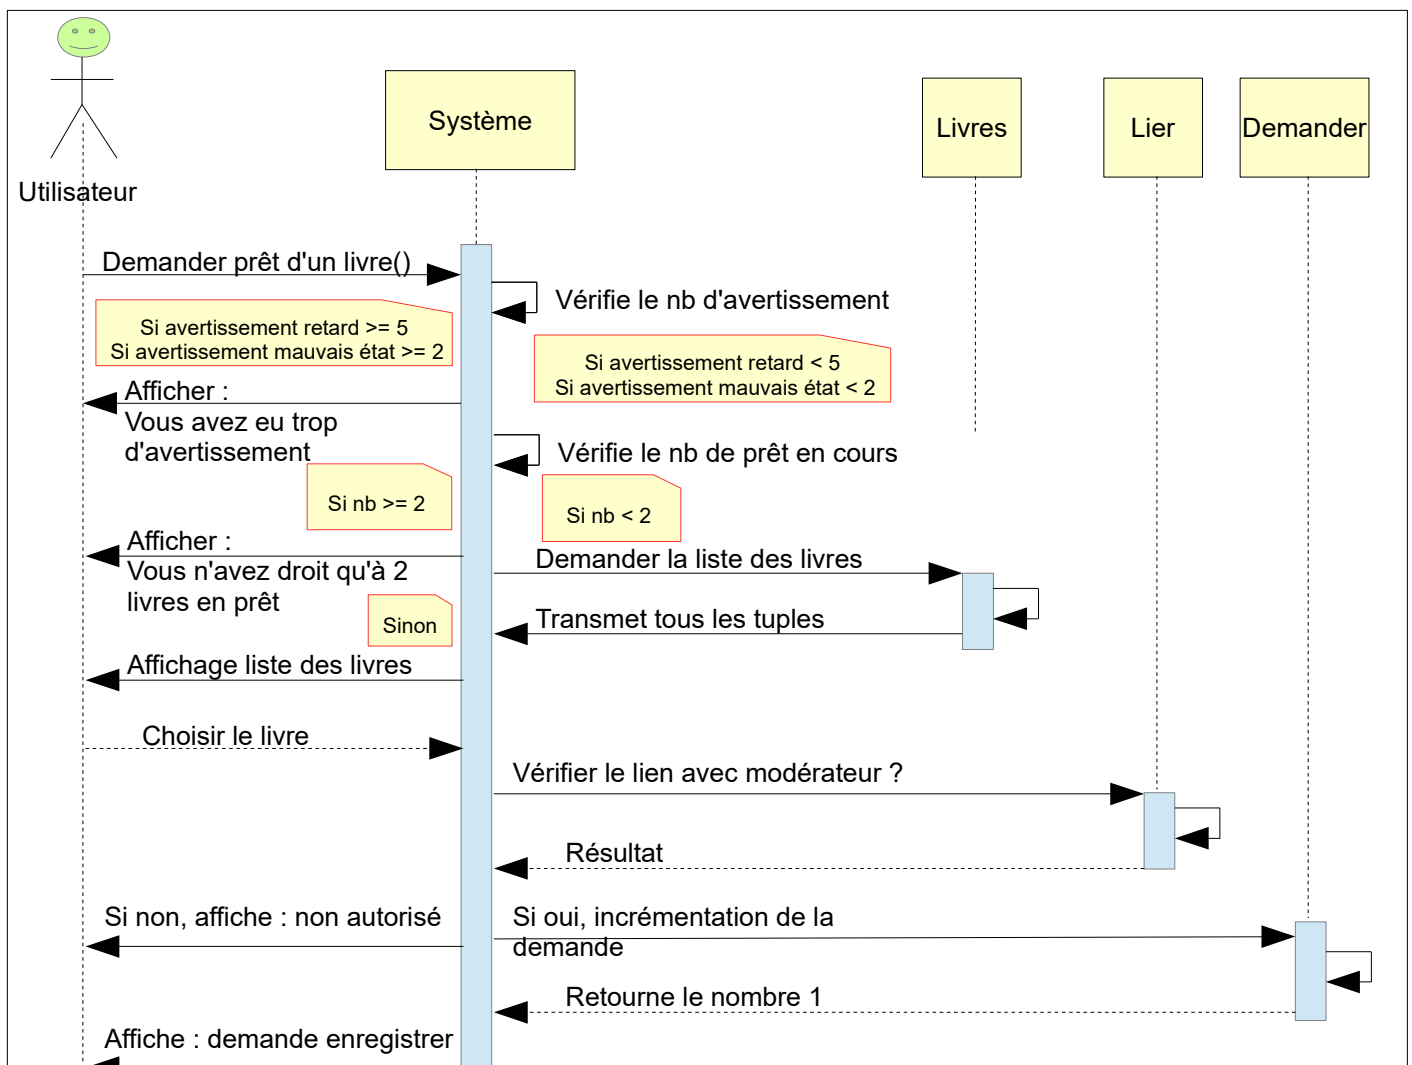 Système
Livres
Lier
Demander
Utilisateur
Demander prêt d'un livre()
Vérifie le nb d'avertissement
Si avertissement retard >= 5
Si avertissement mauvais état >= 2
Si avertissement retard < 5
Si avertissement mauvais état < 2
Afficher :
Vous avez eu trop
d'avertissement
Vérifie le nb de prêt en cours
Si nb >= 2
Si nb < 2
Afficher :
Vous n'avez droit qu'à 2
livres en prêt
Demander la liste des livres
Sinon
Transmet tous les tuples
Affichage liste des livres
Choisir le livre
Vérifier le lien avec modérateur ?
Résultat
Si non, affiche : non autorisé
Si oui, incrémentation de la
demande
Retourne le nombre 1
Affiche : demande enregistrer